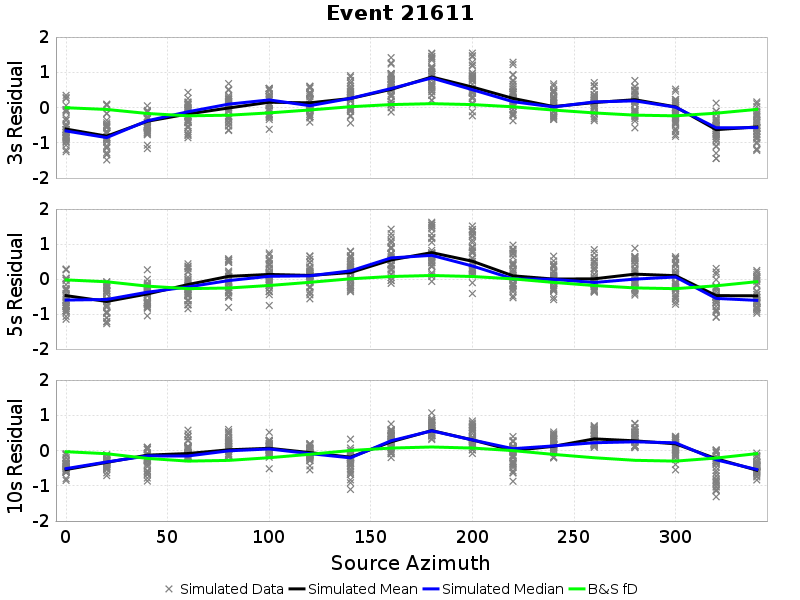 Event 21611
3s Residual
2
1
0
-1
-2
5s Residual
2
1
0
-1
-2
10s Residual
2
1
0
-1
-2
0 50 100 150 200 250 300
Source Azimuth
Simulated Data Simulated Mean Simulated Median B&S fD